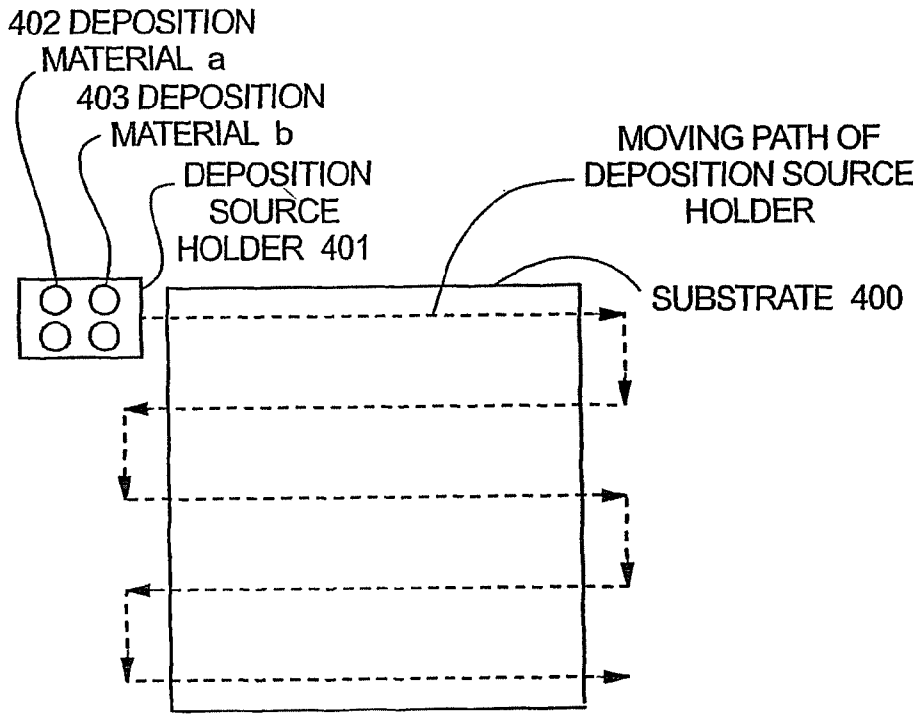 402 DEPOSITION
MATERIAL a
403 DEPOSITION
MATERIAL b
DEPOSITION
SOURCE
HOLDER 401
MOVING PATH OF
DEPOSITION SOURCE
HOLDER
SUBSTRATE 400